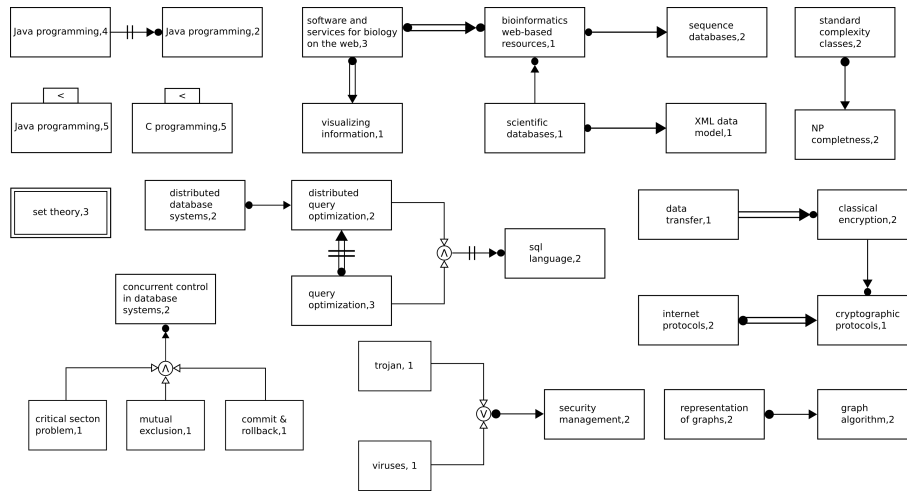 Java programming,4
Java programming,2
software and
services for biology
on the web,3
bioinformatics
web-based
resources,1
sequence
databases,2
standard
complexity
classes,2
<
Java programming,5
<
C programming,5
visualizing
information,1
scientific
databases,1
XML data
model,1
NP
completness,2
set theory,3
distributed
database
systems,2
distributed
query
optimization,2
data
transfer,1
classical
encryption,2
Λ
sql
language,2
concurrent control
in database
systems,2
query
optimization,3
internet
protocols,2
cryptographic
protocols,1
Λ
trojan, 1
critical secton
problem,1
mutual
exclusion,1
commit &
rollback,1
V
security
management,2
representation
of graphs,2
graph
algorithm,2
viruses, 1